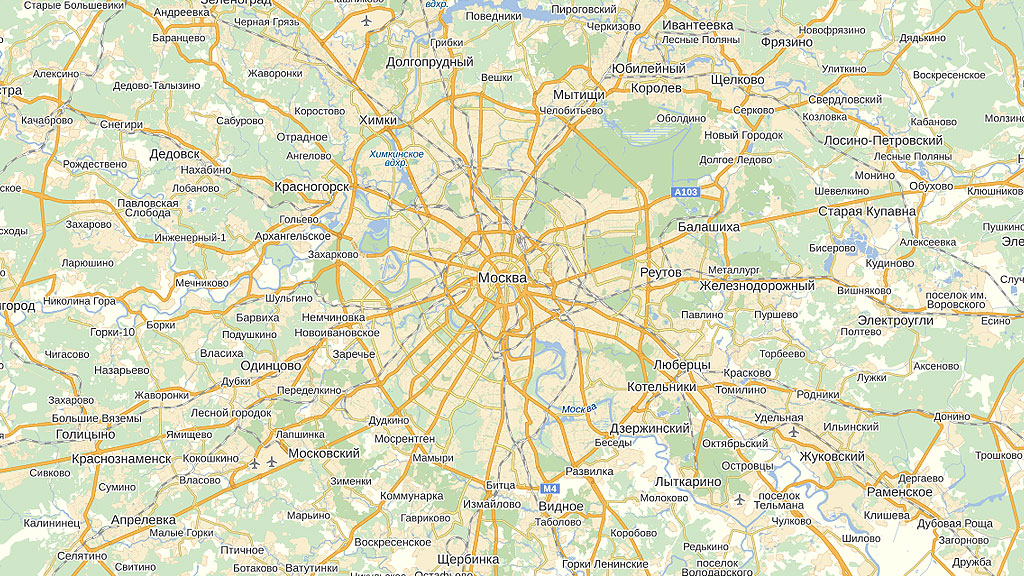 Старые Большевики
Андреевка
Зеленоград
Черная Грязь
вохр.
Поведники
Пироговский
Черкизово
Ивантеевка
Лесные Поляны
Фрязино
Новофрязино
Дядькино
Баранцево
Грибки
Долгопрудный
Вешки
Юбилейный
Щелково
Улиткино
Воскресенское
Алексино
Жаворонки
Дедово-Талызино
Мытищи
Королев
Свердловский
Качаброво
Снегири
Сабурово
Коростово
Химки
Челобитьево
Оболдино
Серково
Козловка
Кабаново
Отрадное
Новый Городок
Лосино-Петровский
Рождествено
Дедовск
Нахабино
Ангелово
Химкинское
вдхр.
Долгое Ледово
Лесные Поляны
Монино
Лобаново
Красногорск
A103
Шевелкино
Обухово
Клюшников
Павловская
Слобода
Гольево
Балашиха
Старая Купавна
Захарово
Инженерный-1
Архангельское
Бисерово
Алексеевка
Пушкино
Ларюшино
Захарково
Москва
Реутов
Металлург
Кудиново
Мечниково
Железнодорожный
Вишняково
Николина Гора
Шульгино
поселок им.
Воровского
Горки-10
Борки
Барвиха
Немчиновка
Павлино
Пуршево
Электроугли
Есино
Подушкино
Новоивановское
Полтево
Чигасово
Власиха
Заречье
Торбеево
Назарьево
Одинцово
Люберцы
Красково
Аксеново
Дубки
Переделкино
Котельники
Томилино
Лужки
Захарово
Жаворонки
Родники
Большие Вяземы
Лесной городок
Дудкино
Москва
Удельная
Донино
Голицыно
Ямищево
Лапшинка
Мосрентген
Дзержинский
Ильинский
Беседы
Октябрьский
Краснознаменск
Кокошкино
Московский
Мамыри
Жуковский
Трошково
Сивково
Развилка
Островцы
Сумино
Власово
Зименки
Битца
M4
Лыткарино
Дергаево
Коммунарка
Измайлово
Молоково
поселок
Тельмана
Раменское
Калининец
Апрелевка
Марьино
Гавриково
Видное
Таболово
Чулково
Клишева
Дубовая Роща
Малые Горки
Коробово
Шилово
Загорново
Селятино
Птичное
Воскресенское
Щербинка
Редькино
Свитино
Ботаково
Ватутинки
Горки Ленинские
поселок
Володарского
Дружба